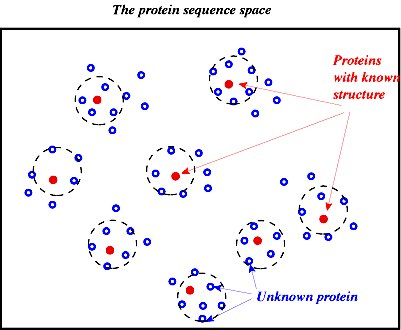 The protein sequence space
Proteins
with known
structure
Unknown protein